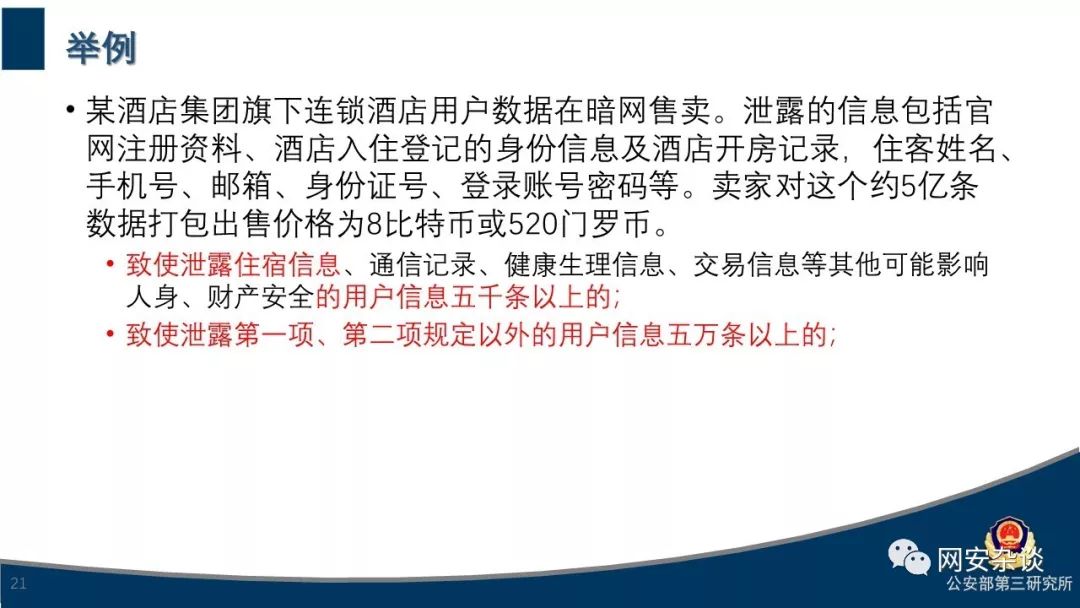 举例
• 某酒店集团旗下连锁酒店用户数据在暗网售卖。泄露的信息包括官
网注册资料、酒店入住登记的身份信息及酒店开房记录，住客姓名、
手机号、邮箱、身份证号、登录账号密码等。卖家对这个约5亿条
数据打包出售价格为8比特币或520门罗币。
• 致使泄露住宿信息、通信记录、健康生理信息、交易信息等其他可能影响
人身、财产安全的用户信息五千条以上的；
• 致使泄露第一项、第二项规定以外的用户信息五万条以上的；
21
网安杂谈
公安部第三研究所